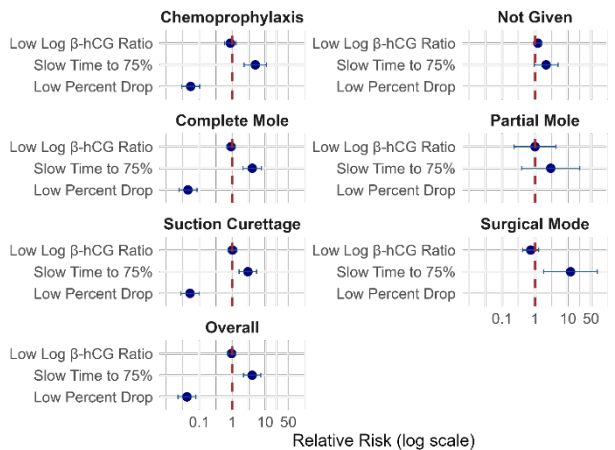 Chemoprophylaxis
Low Log β-hCG Ratio
Slow Time to 75%
Low Percent Drop
Not Given
Low Log β-hCG Ratio
Slow Time to 75%
Low Percent Drop
Complete Mole
Low Log β-hCG Ratio
Slow Time to 75%
Low Percent Drop
Partial Mole
Low Log β-hCG Ratio
Slow Time to 75%
Low Percent Drop
Suction Curettage
Low Log β-hCG Ratio
Slow Time to 75%
Low Percent Drop
Surgical Mode
Low Log β-hCG Ratio
Slow Time to 75%
Low Percent Drop
0.1 1 10 50
Overall
Low Log β-hCG Ratio
Slow Time to 75%
Low Percent Drop
0.1 1 10 50
Relative Risk (log scale)